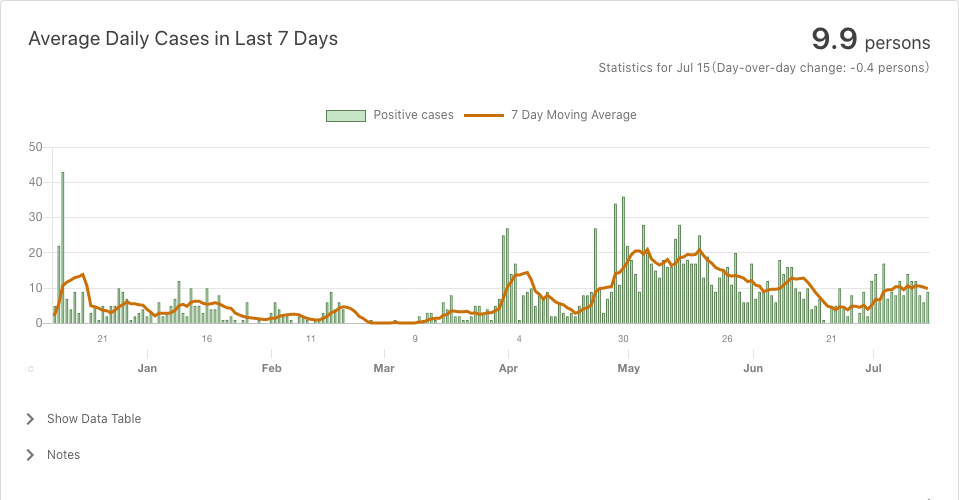 Average Daily Cases in Last 7 Days
9.9 persons
Statistics for Jul 15(Day-over-day change: -0.4 persons)
Positive cases 7 Day Moving Average
50
40
30
20
10
0
21 16 11 9 4 30 26 21
Jan Feb Mar Apr May Jun Jul
Show Data Table
Notes